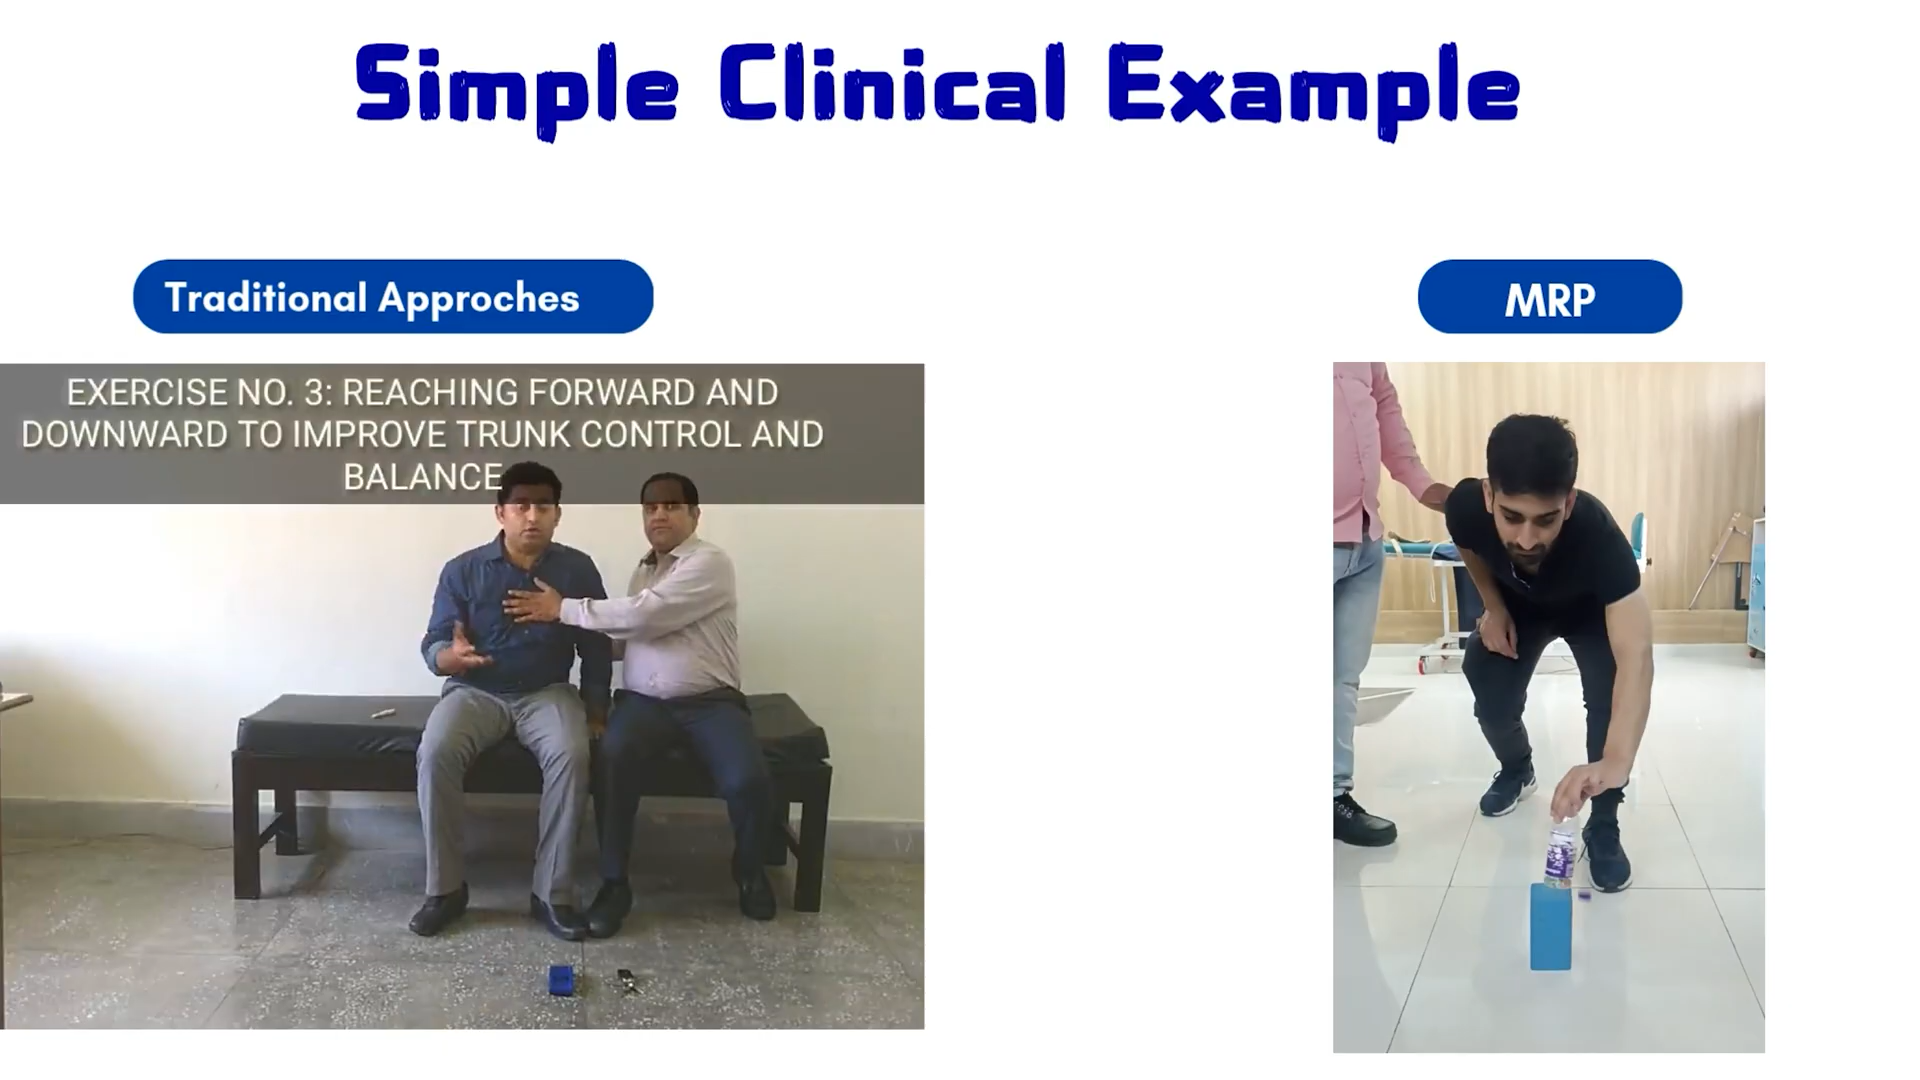 Simple Clinical Example
Traditional Approches
MRP
EXERCISE NO. 3: REACHING FORWARD AND
DOWNWARD TO IMPROVE TRUNK CONTROL AND
BALANCE